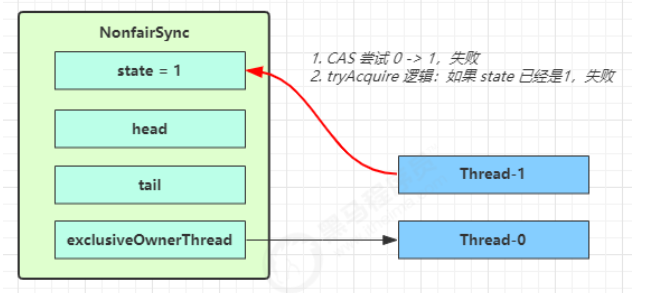 NonfairSync
state = 1
head
tail
exclusiveOwnerThread
1. CAS 尝试 0 -> 1, 失败
2. tryAcquire 逻辑：如果 state 已经是1，失败
Thread-1
Thread-0